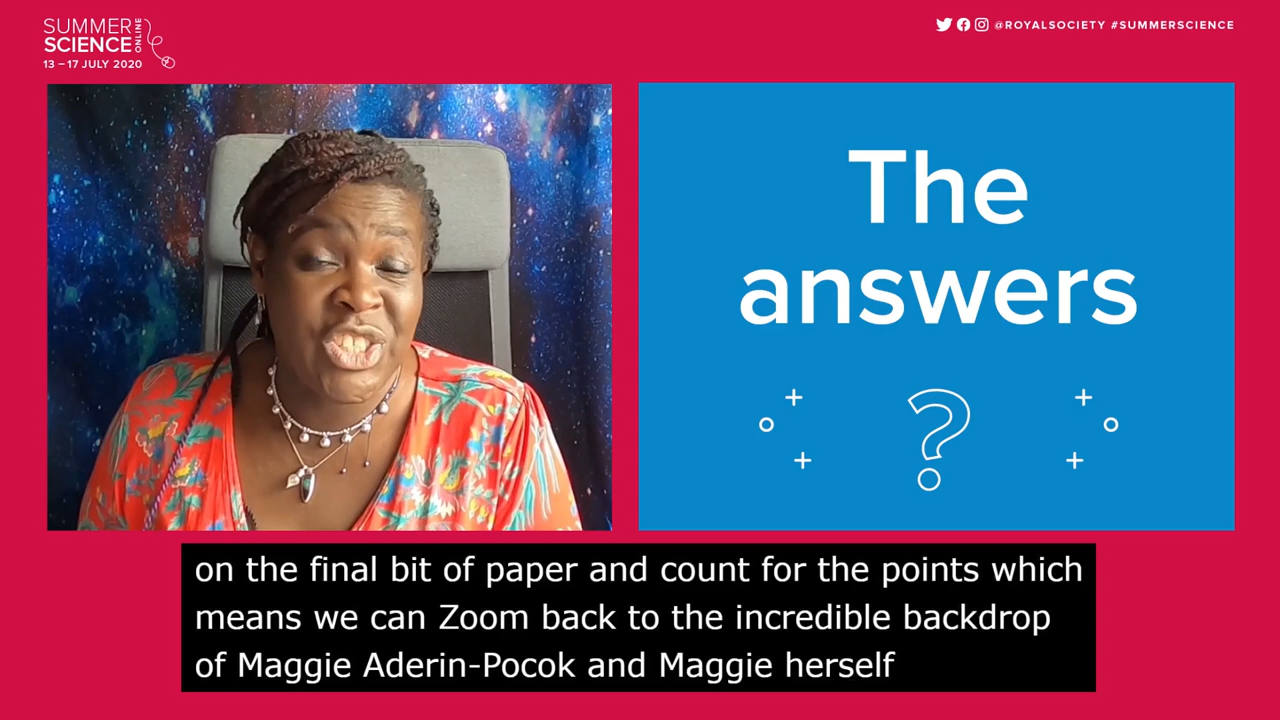 SUMMER
SCIENCE
ONLINE
13 – 17 JULY 2020
@ROYALSOCIETY #SUMMERSCIENCE
The
answers
?
on the final bit of paper and count for the points which
means we can Zoom back to the incredible backdrop
of Maggie Aderin-Pocok and Maggie herself